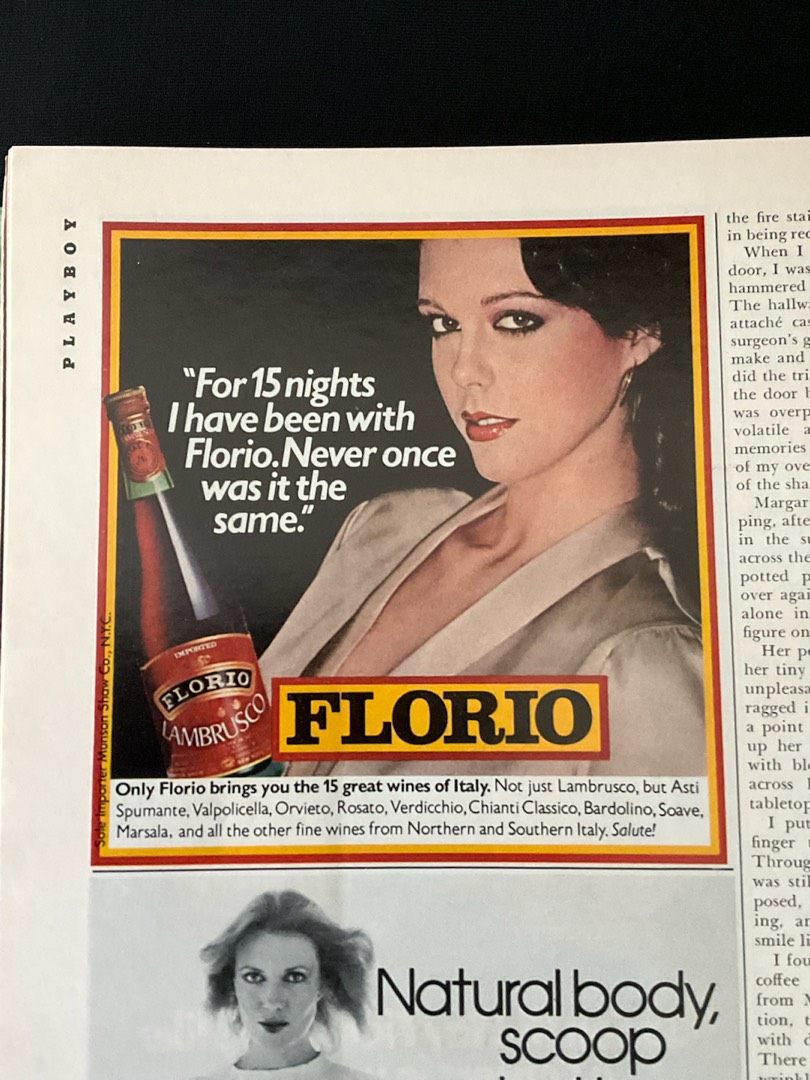 PLAYBOY
"For 15 nights
I have been with
Florio. Never once
was it the
same."
IMPORTED
FLORIO
LAMBRUSCO
FLORIO
Sole Importer Munson Shaw Co., N.Y.C.
Only Florio brings you the 15 great wines of Italy. Not just Lambrusco, but Asti
Spumante, Valpolicella, Orvieto, Rosato, Verdicchio, Chianti Classico, Bardolino, Soave,
Marsala, and all the other fine wines from Northern and Southern Italy. Salute!
Natural body,
scoop
the fire stai
in being rec
When I
door, I was
hammered
The hallwa
attaché cas
surgeon's g
make and
did the tri
the door h
was overp
volatile a
memories
of my ove
of the sha
Margar
ping, afte
in the su
across the
potted p
over agai
alone in
figure on
Her pe
her tiny
unpleasa
ragged i
a point
up her
with blo
across
tabletop
I put
finger
Throug
was stil
posed,
ing, an
smile li
I fou
coffee
from
tion, t
with d
There